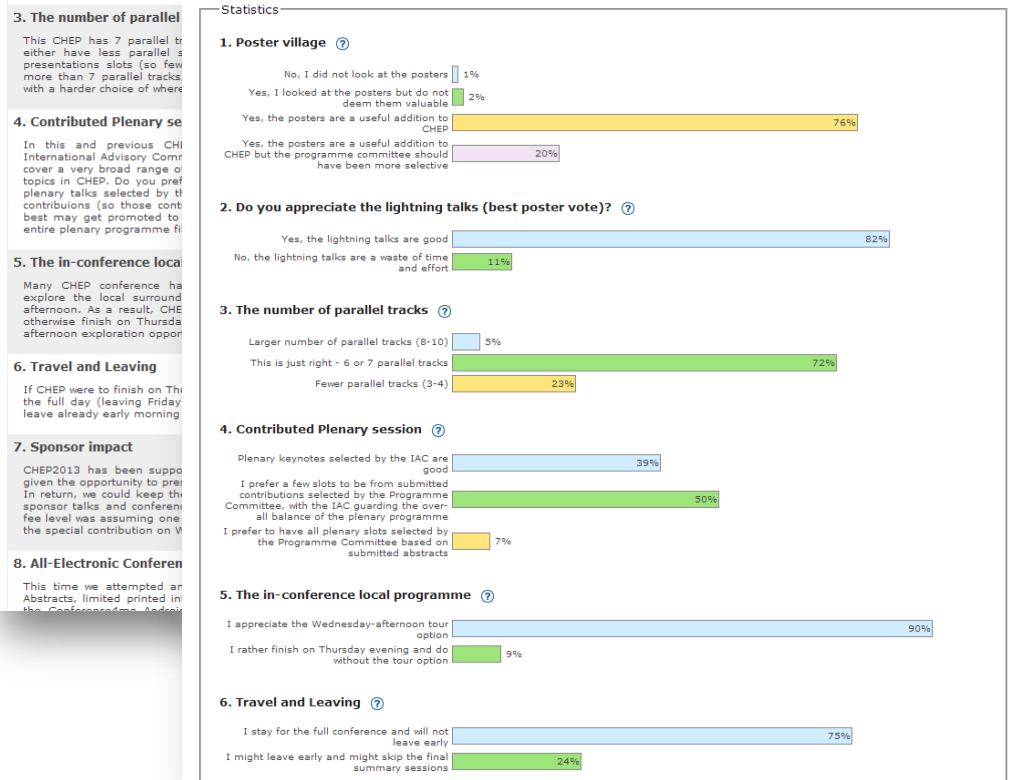 3. The number of parallel
This CHEP has 7 parallel
either have less parallel
presentations slots (so few
more than 7 parallel tracks
with a harder choice of where
4. Contributed Plenary
In this and previous
International Advisory
cover a very broad range
topics in CHEP. Do you
plenary talks selected by
contribuions (so those
best may get promoted to
entire plenary programme
5. The in-conference
Many CHEP conference
explore the local
afternoon. As a result,
otherwise finish on
afternoon exploration
6. Travel and Leaving
If CHEP were to finish on
the full day (leaving Friday
leave already early morning
7. Sponsor impact
CHEP2013 has been
given the opportunity to
In return, we could keep
sponsor talks and
fee level was assuming one
the special contribution on
8. All-Electronic
This time we attempted
Abstracts, limited printed
the Conference4me
Statistics
1. Poster village ?
No, I did not look at the posters 1%
Yes, I looked at the posters but do not
deem them valuable 2%
Yes, the posters are a useful addition to
CHEP 76%
Yes, the posters are a useful addition to
CHEP but the programme committee should
have been more selective 20%
2. Do you appreciate the lightning talks (best poster vote)? ?
Yes, the lightning talks are good 82%
No, the lightning talks are a waste of time
and effort 11%
3. The number of parallel tracks ?
Larger number of parallel tracks (8-10) 5%
This is just right - 6 or 7 parallel tracks 72%
Fewer parallel tracks (3-4) 23%
4. Contributed Plenary session ?
Plenary keynotes selected by the IAC are
good 39%
I prefer a few slots to be from submitted
contributions selected by the Programme
Committee, with the IAC guarding the over-
all balance of the plenary programme 50%
I prefer to have all plenary slots selected by
the Programme Committee based on
submitted abstracts 7%
5. The in-conference local programme ?
I appreciate the Wednesday-afternoon tour
option 90%
I rather finish on Thursday evening and do
without the tour option 9%
6. Travel and Leaving ?
I stay for the full conference and will not
leave early 75%
I might leave early and might skip the final
summary sessions 24%